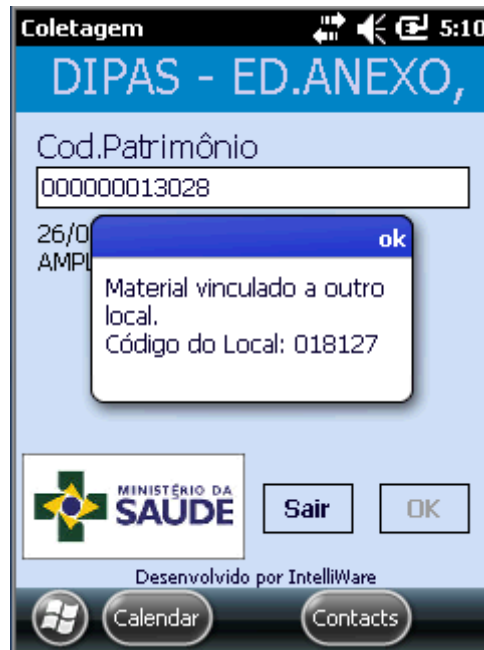 Coletagem 5:10
DIPAS - ED.ANEXO,
Cod.Patrimônio
000000013028
26/0
AMPL
ok
Material vinculado a outro
local.
Código do Local: 018127
MINISTÉRIO DA
SAÚDE
Sair OK
Desenvolvido por IntelliWare
Calendar Contacts